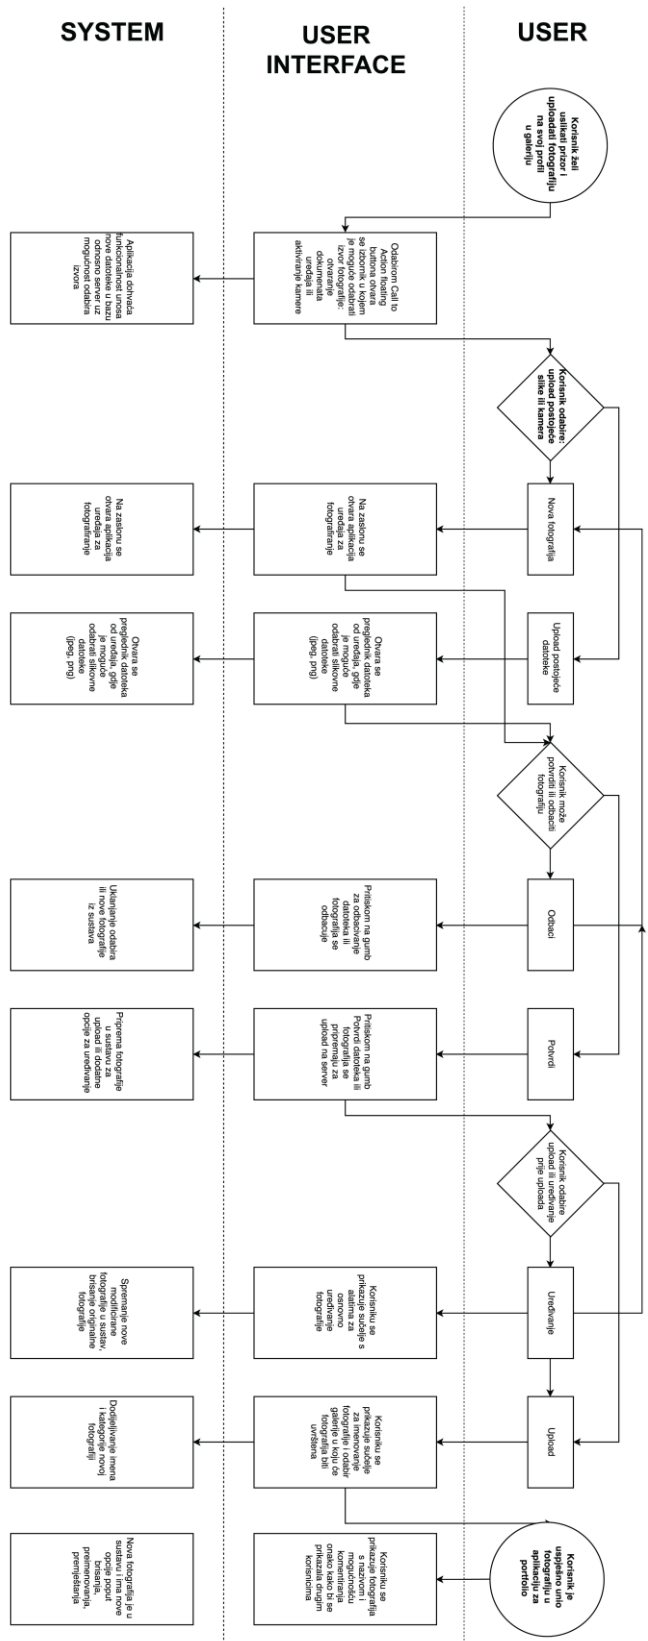 SYSTEM
USER
INTERFACE
USER
Korisnik želi
uslikati prizor i
uploadati fotografiju
na svoj profil
u galeriju
Odabirom Call to
Action floating
buttona otvara
se izbornik u kojem
je moguće odabrati
izvor fotografije:
otvaranje
dokumenata
uređaja ili
aktiviranje kamere
Aplikacija dohvaća
funkcionalnost unosa
nove datoteke u bazu
odnosno server uz
mogućnost odabira
izvora
Korisnik odabire:
upload postojeće
slike ili kamera
Nova fotografija
Na zaslonu se
otvara aplikacija
uređaja za
fotografiranje
Na zaslonu se
otvara aplikacija
uređaja za
fotografiranje
Upload postojeće
datoteke
Otvara se
preglednik datoteka
od uređaja, gdje
je moguće
odabrati slikovne
datoteke
(jpeg, png)
Otvara se
preglednik datoteka
od uređaja, gdje
je moguće
odabrati slikovne
datoteke
(jpeg, png)
Korisnik može
potvrditi ili odbaciti
fotografiju
Odbaci
Pritiskom na gumb
za odbacivanje
datoteka ili
fotografija se
odbacuje
Uklanjanje odabira
ili nove fotografije
iz sustava
Potvrdi
Pritiskom na gumb
Potvrdi datoteka ili
fotografija se
pripremaju za
upload na server
Priprema fotografije
u sustavu za
upload ili dodatne
opcije za uređivanje
Korisnik odabire
upload ili uređivanje
prije uploada
Uređivanje
Korisniku se
prikazuje sučelje s
alatima za
osnovno
uređivanje
fotografije
Spremanje nove
modificirane
fotografije u sustav,
brisanje originalne
fotografije
Upload
Korisniku se
prikazuje sučelje
za imenovanje
fotografije i odabir
galerije u koju će
fotografija biti
uvrštena
Dodijeljivanje imena
i kategorije novoj
fotografiji
Korisnik je
uspješno unio
fotografiju u
aplikaciju za
portfolio
Korisniku se
prikazuje fotografija
s nazivom i
mogućnošću
komentiranja
onako kako bi se
prikazala drugim
korisnicima
Nova fotografija je u
sustavu i ima nove
opcije poput
brisanja,
preimenovanja,
premještanja